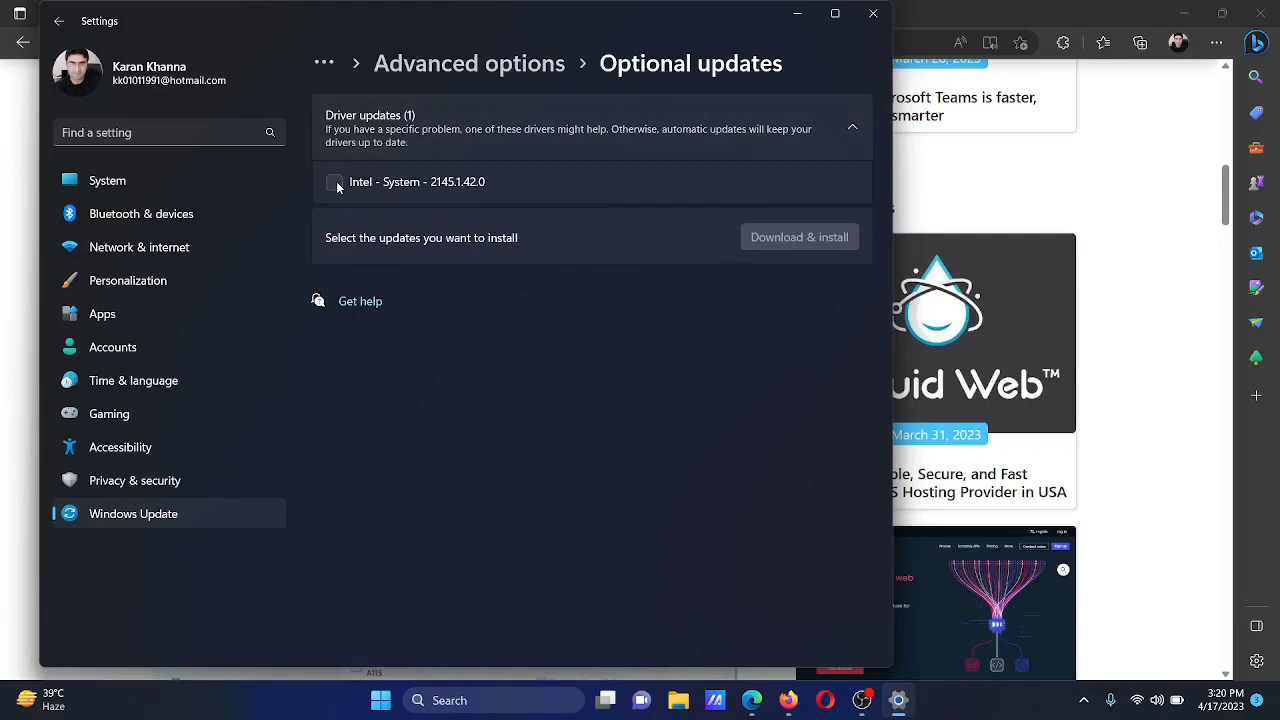 Settings
Karan Khanna
kk0011991@hotmail.com
Find a setting
System
Bluetooth & devices
Network & internet
Personalization
Apps
Accounts
Time & language
Gaming
Accessibility
Privacy & security
Windows Update
... > Advanced options > Optional updates
Driver updates (1)
If you have a specific problem, one of these drivers might help. Otherwise, automatic updates will keep your
drivers up to date.
Intel - System - 2145.1.42.0
Select the updates you want to install
Download & install
Get help
rosoft Teams is faster,
smarter
uid Web™
March 31, 2023
ple, Secure, and Fast
S Hosting Provider in USA
web
A115
39°C
Haze
Search
3:20 PM
4/17/2023
3